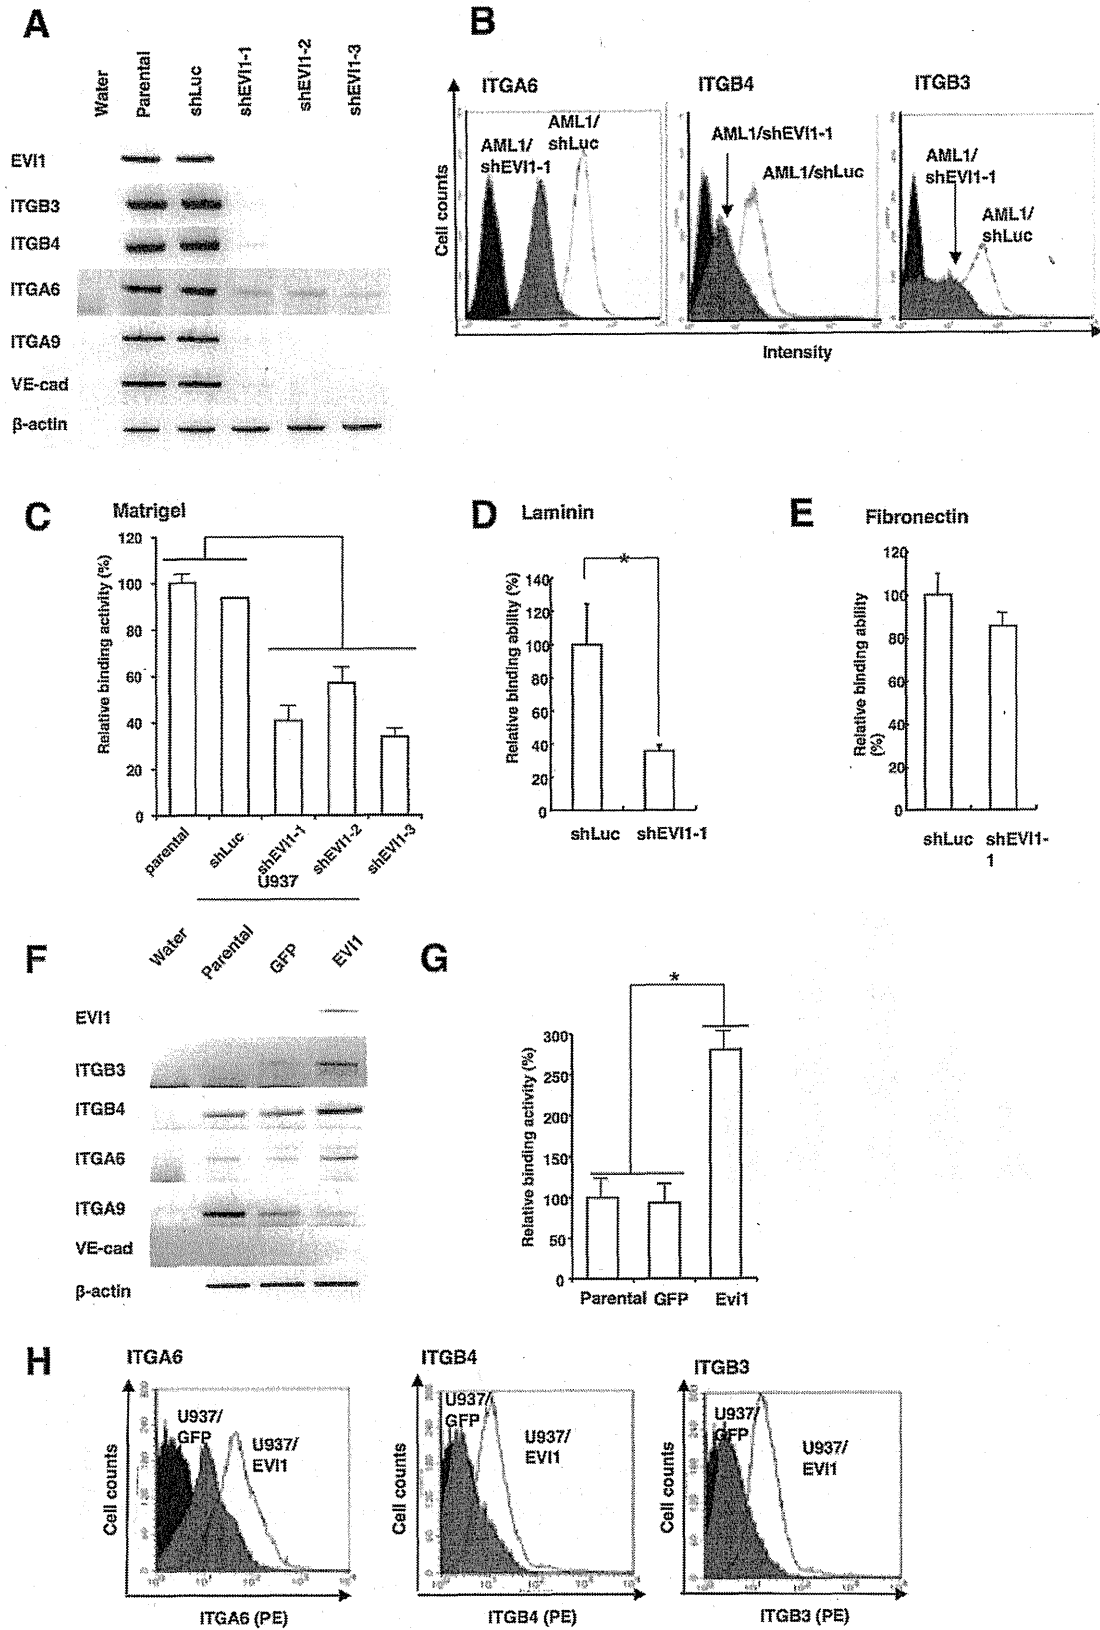 A
Water
Parental
shLuc
shEVI1-1
shEVI1-2
shEVI1-3
EVI1
ITGB3
ITGB4
ITGA6
ITGA9
VE-cad
β-actin
B
ITGA6
ITGB4
ITGB3
Cell counts
AML1/
shEVI1-1
AML1/
shLuc
AML1/shEVI1-1
AML1/shLuc
AML1/
shEVI1-1
AML1/
shLuc
Intensity
C
Matrigel
Relative binding activity (%)
120
100
80
60
40
20
0
parental
shLuc
shEVI1-1
shEVI1-2
shEVI1-3
D
Laminin
*
Relative binding ability (%)
140
120
100
80
60
40
20
0
shLuc
shEVI1-1
E
Fibronectin
Relative binding ability
(%)
120
100
80
60
40
20
0
shLuc
shEVI1-
1
U937
F
Water
Parental
GFP
EVI1
EVI1
ITGB3
ITGB4
ITGA6
ITGA9
VE-cad
β-actin
G
*
Relative binding activity (%)
300
250
200
150
100
50
0
Parental
GFP
Evi1
H
ITGA6
Cell counts
U937/
GFP
U937/
EVI1
ITGA6 (PE)
ITGB4
Cell counts
U937/
GFP
U937/
EVI1
ITGB4 (PE)
ITGB3
Cell counts
U937/
GFP
U937/
EVI1
ITGB3 (PE)